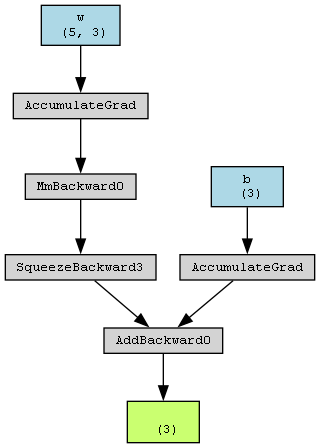 w
(5, 3)
AccumulateGrad
MmBackward0
b
(3)
SqueezeBackward3
AccumulateGrad
AddBackward0
(3)